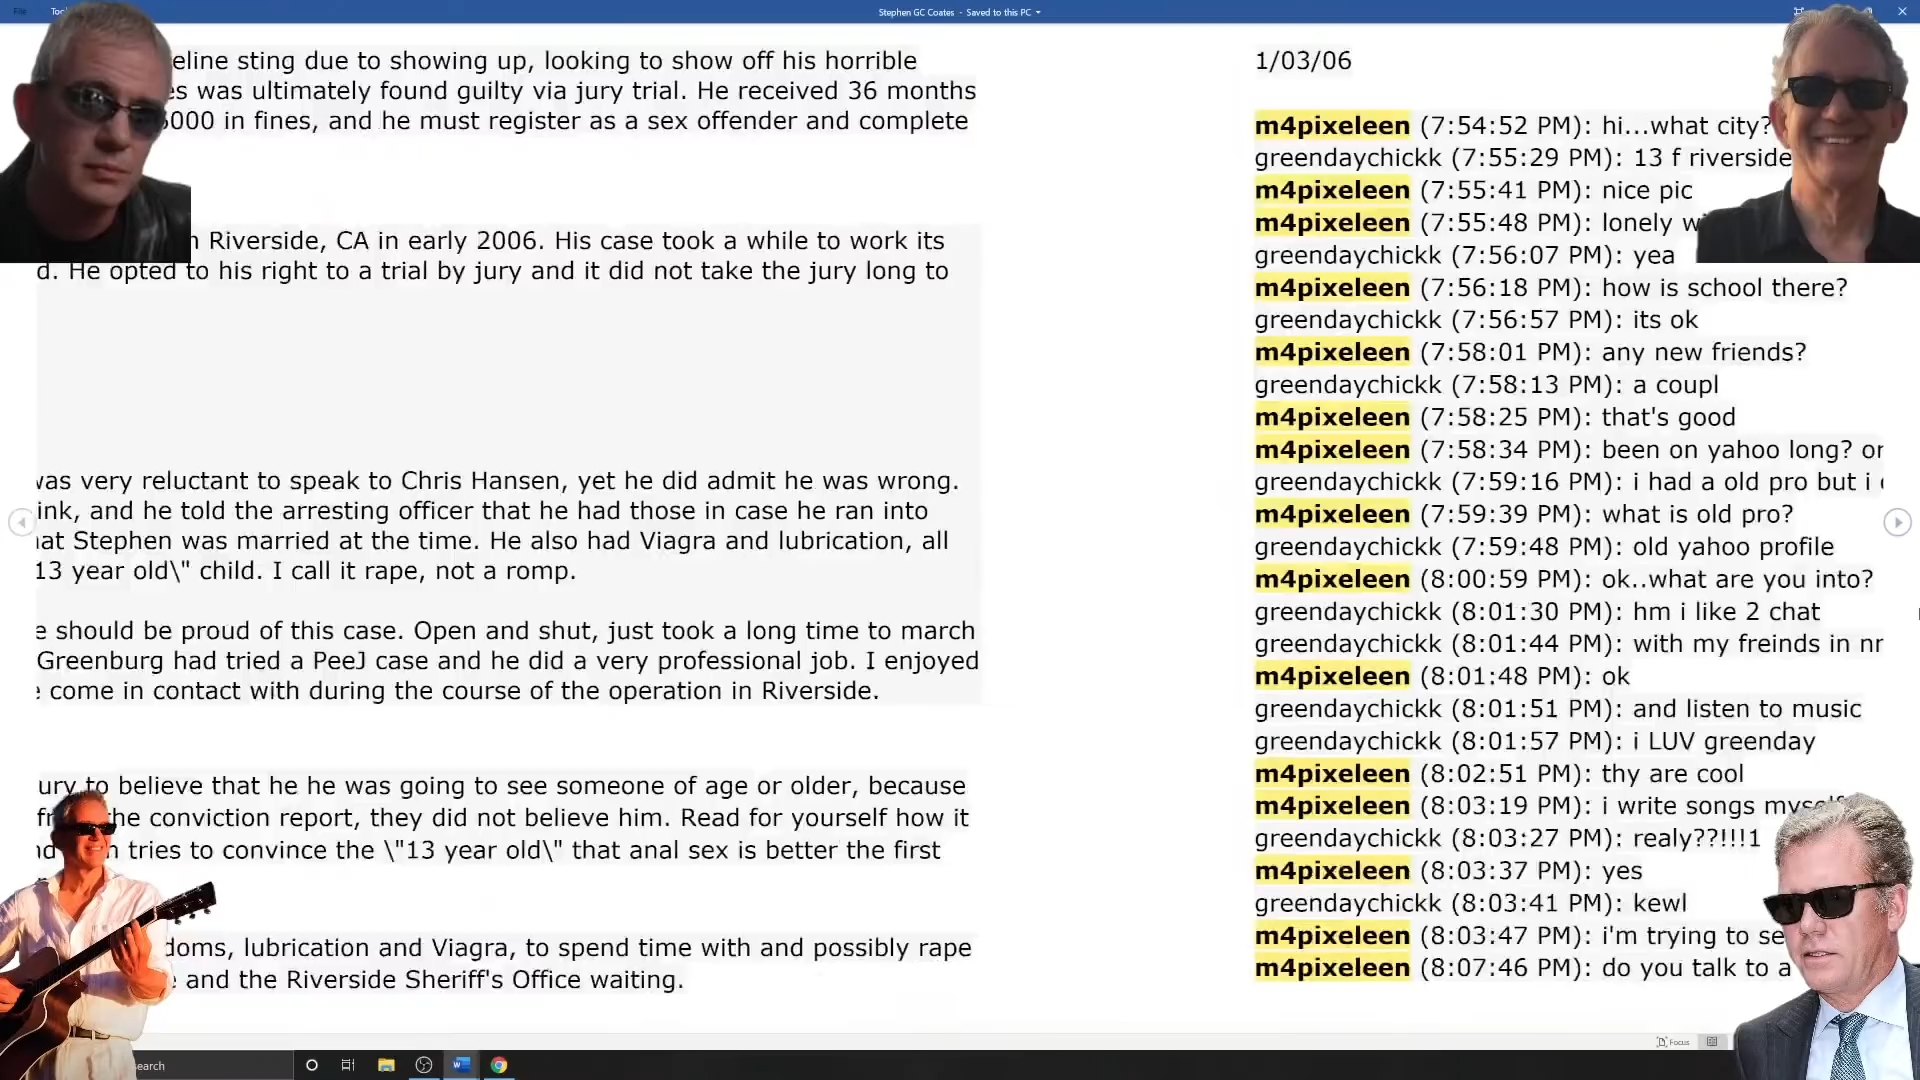 File
Stephen GC Coates - Saved to this PC
eline sting due to showing up, looking to show off his horrible
es was ultimately found guilty via jury trial. He received 36 months
000 in fines, and he must register as a sex offender and complete
Riverside, CA in early 2006. His case took a while to work its
d. He opted to his right to a trial by jury and it did not take the jury long to
was very reluctant to speak to Chris Hansen, yet he did admit he was wrong.
ink, and he told the arresting officer that he had those in case he ran into
at Stephen was married at the time. He also had Viagra and lubrication, all
13 year old\" child. I call it rape, not a romp.
e should be proud of this case. Open and shut, just took a long time to march
Greenburg had tried a PeeJ case and he did a very professional job. I enjoyed
e come in contact with during the course of the operation in Riverside.
ury to believe that he he was going to see someone of age or older, because
the conviction report, they did not believe him. Read for yourself how it
tries to convince the \"13 year old\" that anal sex is better the first
doms, lubrication and Viagra, to spend time with and possibly rape
and the Riverside Sheriff's Office waiting.
1/03/06
m4pixeleen (7:54:52 PM): hi...what city?
greendaychickk (7:55:29 PM): 13 f riverside
m4pixeleen (7:55:41 PM): nice pic
m4pixeleen (7:55:48 PM): lonely w
greendaychickk (7:56:07 PM): yea
m4pixeleen (7:56:18 PM): how is school there?
greendaychickk (7:56:57 PM): its ok
m4pixeleen (7:58:01 PM): any new friends?
greendaychickk (7:58:13 PM): a coupl
m4pixeleen (7:58:25 PM): that's good
m4pixeleen (7:58:34 PM): been on yahoo long? or
greendaychickk (7:59:16 PM): i had a old pro but i
m4pixeleen (7:59:39 PM): what is old pro?
greendaychickk (7:59:48 PM): old yahoo profile
m4pixeleen (8:00:59 PM): ok..what are you into?
greendaychickk (8:01:30 PM): hm i like 2 chat
greendaychickk (8:01:44 PM): with my freinds in
m4pixeleen (8:01:48 PM): ok
greendaychickk (8:01:51 PM): and listen to music
greendaychickk (8:01:57 PM): i LUV greenday
m4pixeleen (8:02:51 PM): thy are cool
m4pixeleen (8:03:19 PM): i write songs myself
greendaychickk (8:03:27 PM): realy??!!!1
m4pixeleen (8:03:37 PM): yes
greendaychickk (8:03:41 PM): kewl
m4pixeleen (8:03:47 PM): i'm trying to se
m4pixeleen (8:07:46 PM): do you talk to a
Focus
earch